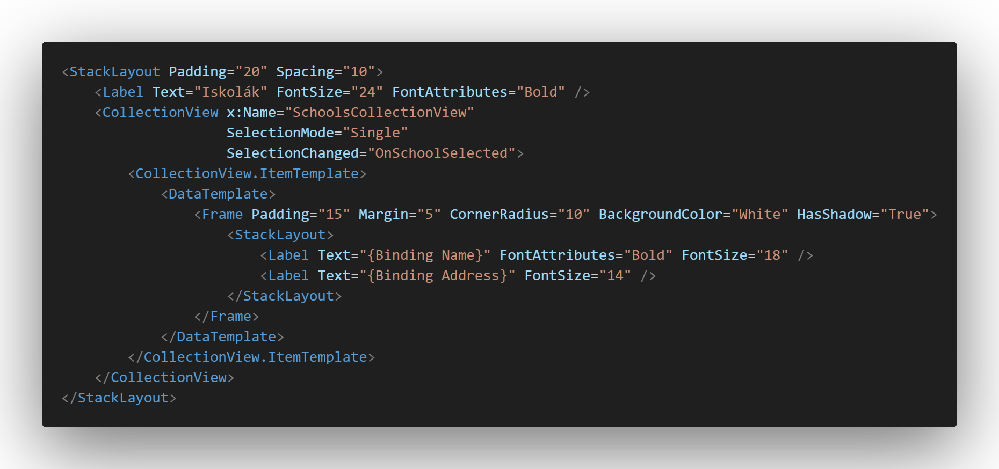 <StackLayout Padding="20" Spacing="10">
    <Label Text="Iskolák" FontSize="24" FontAttributes="Bold" />
    <CollectionView x:Name="SchoolsCollectionView"
                    SelectionMode="Single"
                    SelectionChanged="OnSchoolSelected">
        <CollectionView.ItemTemplate>
            <DataTemplate>
                <Frame Padding="15" Margin="5" CornerRadius="10" BackgroundColor="White" HasShadow="True">
                    <StackLayout>
                        <Label Text="{Binding Name}" FontAttributes="Bold" FontSize="18" />
                        <Label Text="{Binding Address}" FontSize="14" />
                    </StackLayout>
                </Frame>
            </DataTemplate>
        </CollectionView.ItemTemplate>
    </CollectionView>
</StackLayout>